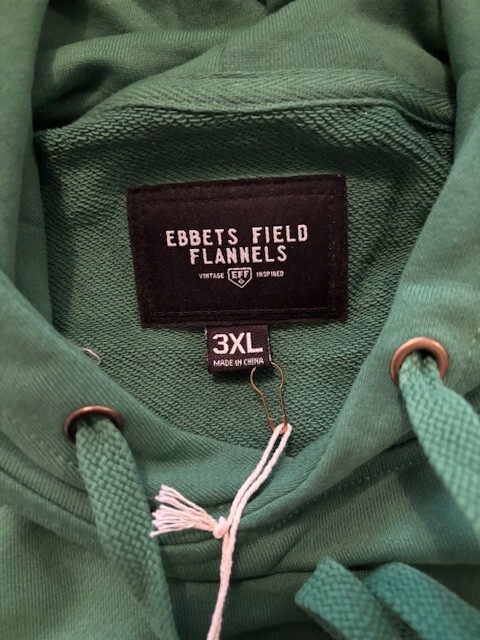 EBBETS FIELD
FLANNELS
VINTAGE EFF INSPIRED
3XL
MADE IN CHINA